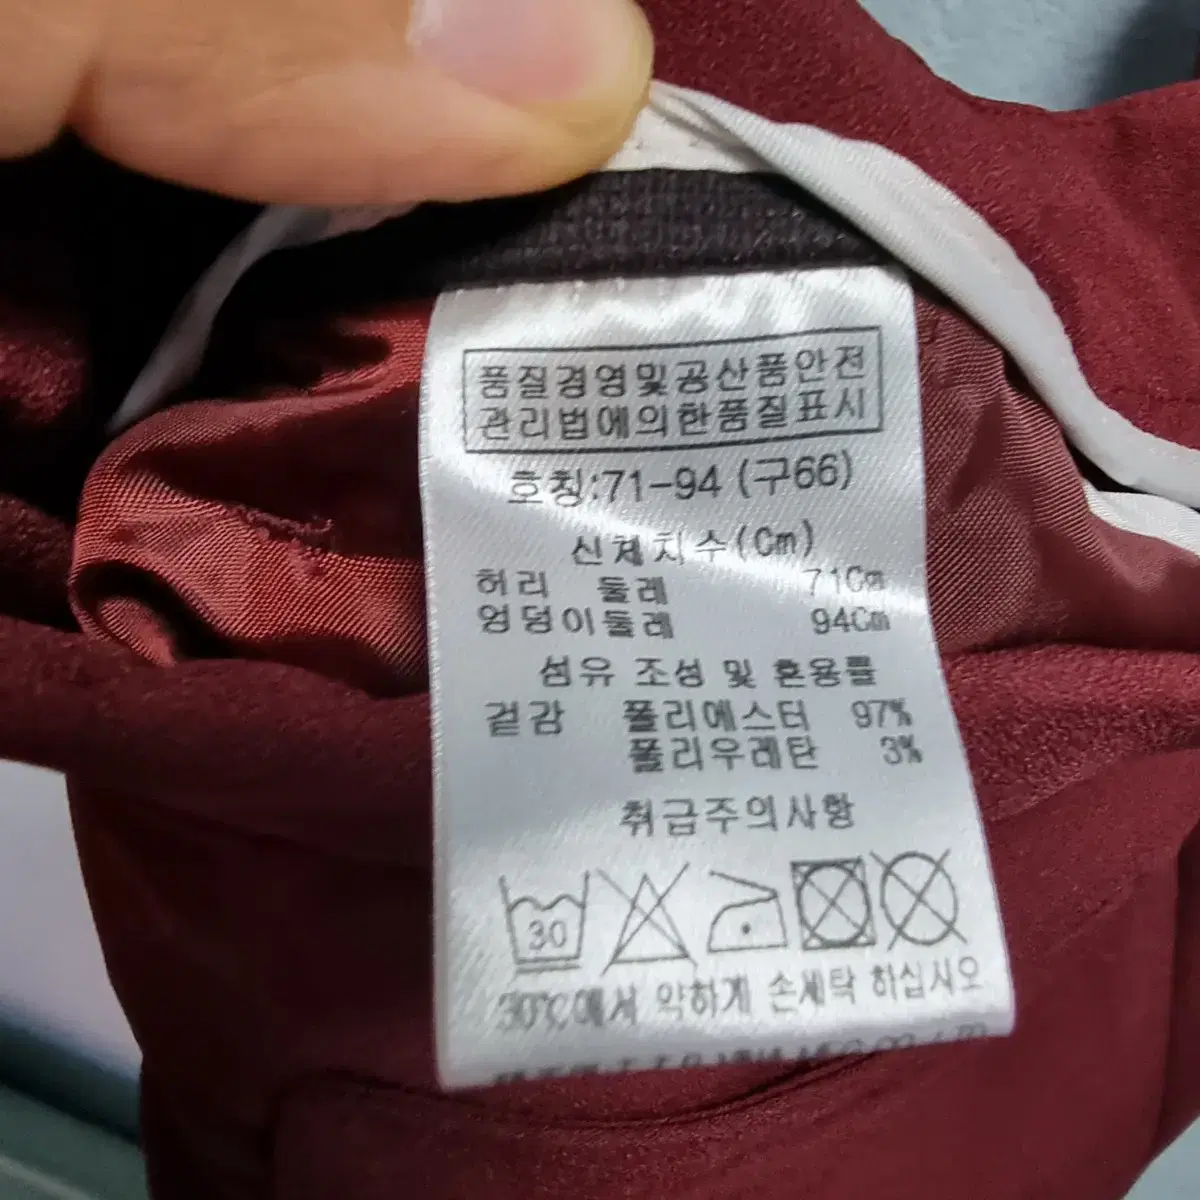 품질경영및공산품안전
관리법에의한품질표시
호칭:71-94 (구66)
신체치수(Cm)
허리 둘레 71Cm
엉덩이둘레 94Cm
섬유 조성 및 혼용률
겉감 폴리에스터 97%
폴리우레탄 3%
취급주의사항
30
30℃에서 약하게 손세탁 하십시오